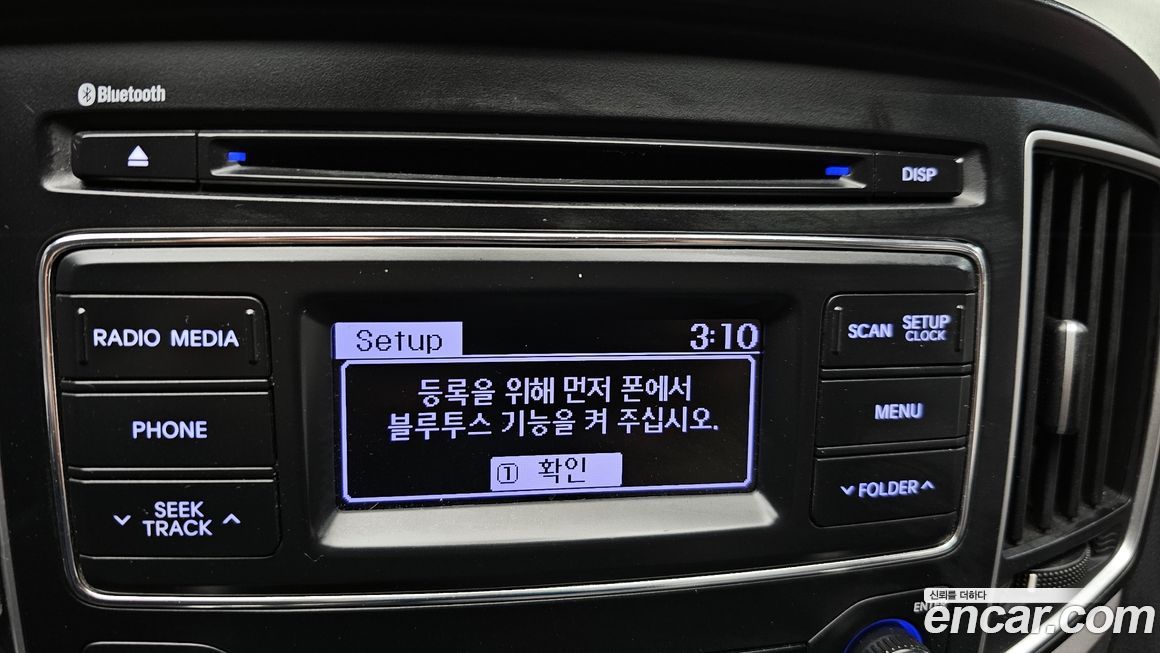 Bluetooth
DISP
RADIO MEDIA
Setup 3:10
SCAN SETUP
CLOCK
등록을 위해 먼저 폰에서
블루투스 기능을 켜 주십시오.
① 확인
PHONE
MENU
SEEK
TRACK
FOLDER
신뢰를 더하다
ENTER
encar.com